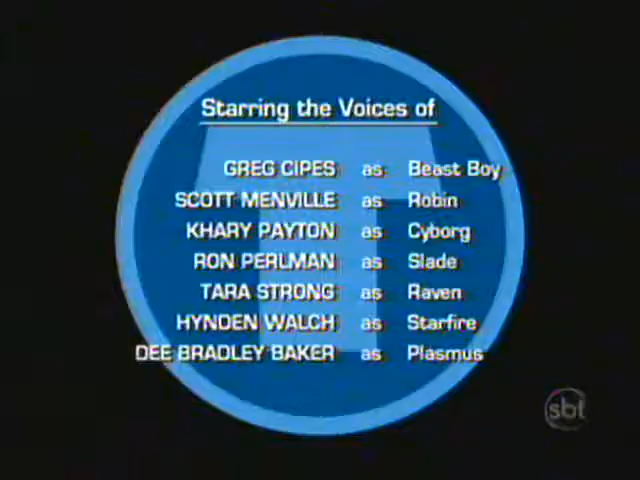 Starring the Voices of
GREG CIPES as Beast Boy
SCOTT MENVILLE as Robin
KHARY PAYTON as Cyborg
RON PERLMAN as Slade
TARA STRONG as Raven
HYNDEN WALCH as Starfire
DEE BRADLEY BAKER as Plasmus
sbt